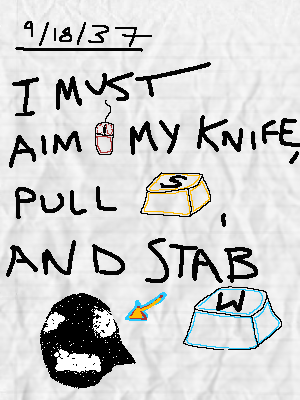 9/18/37
I MUST
AIM MY KNIFE,
PULL S ,
AND STAB
W